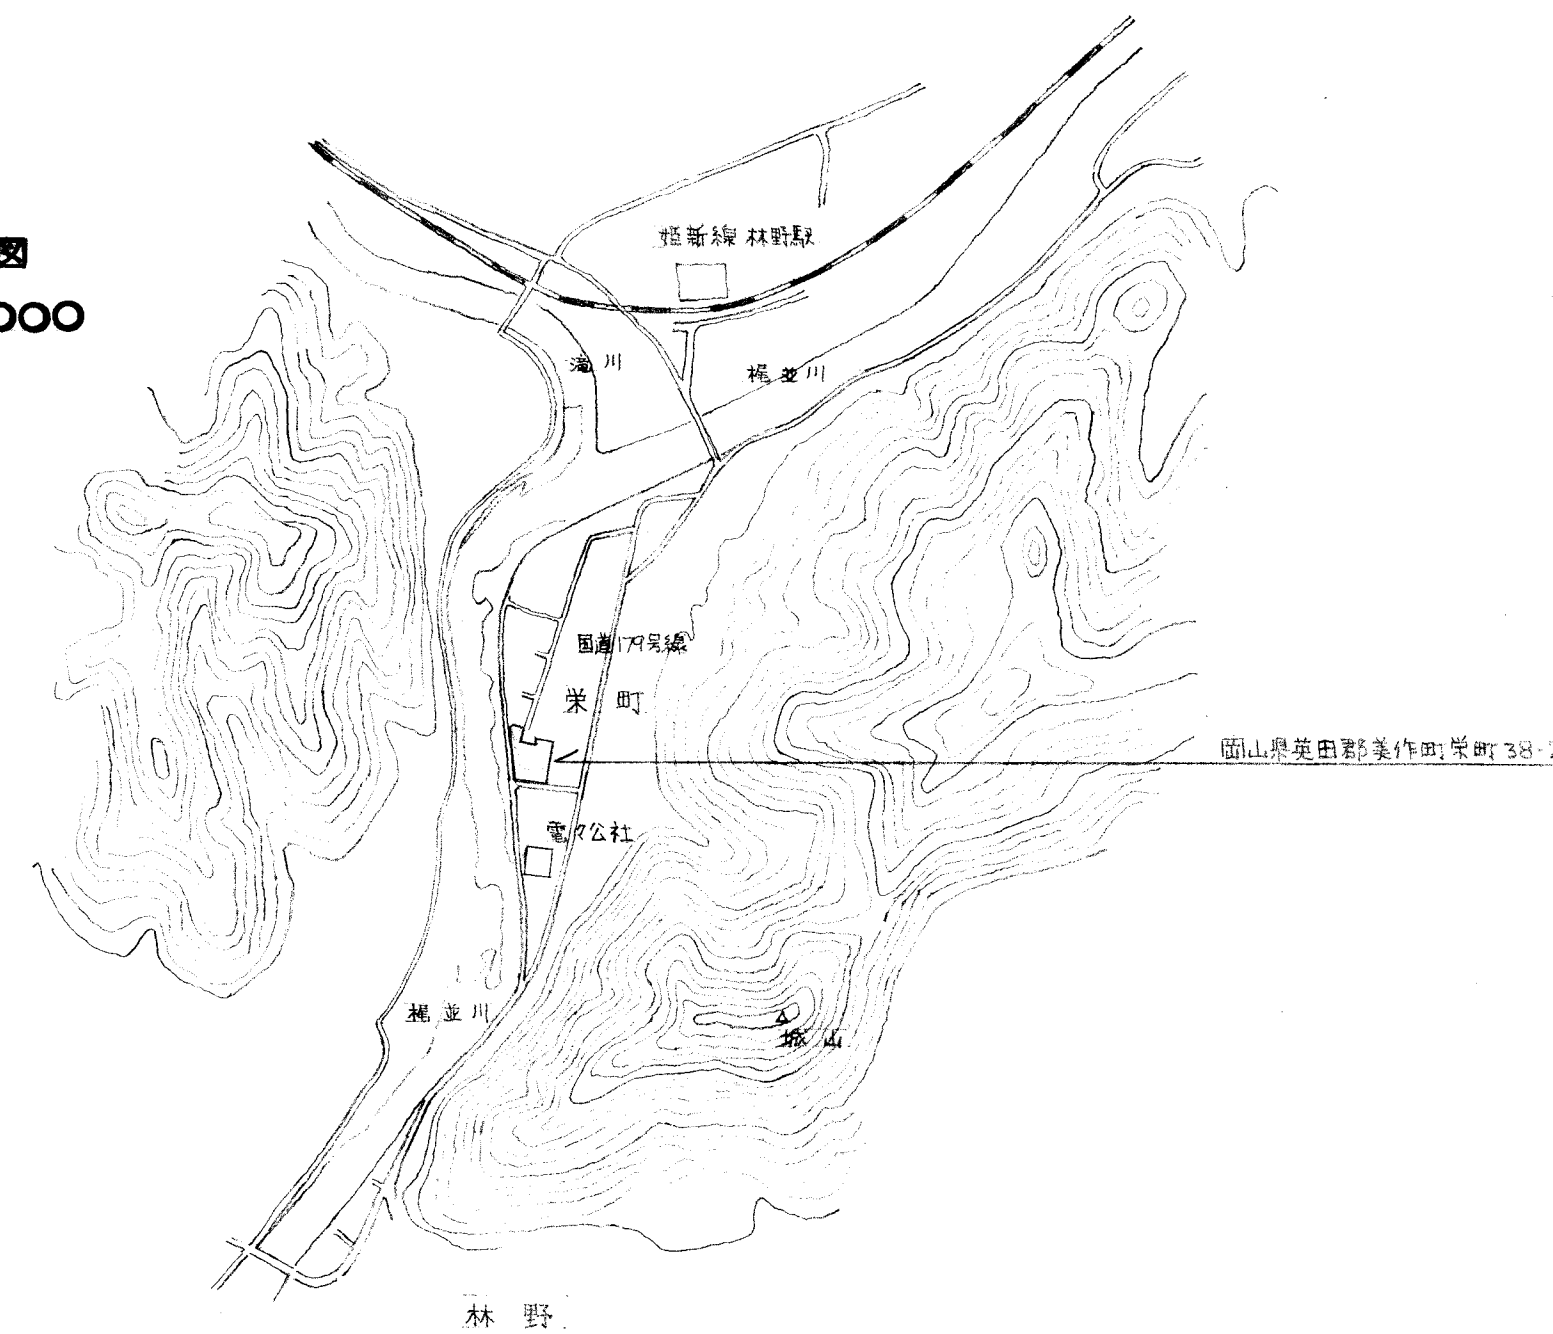 図
000
姫新線 林野駅
滝川
梶並川
国道179号線
栄町
岡山県英田郡美作町栄町38-
電々公社
梶並川
城山
林野